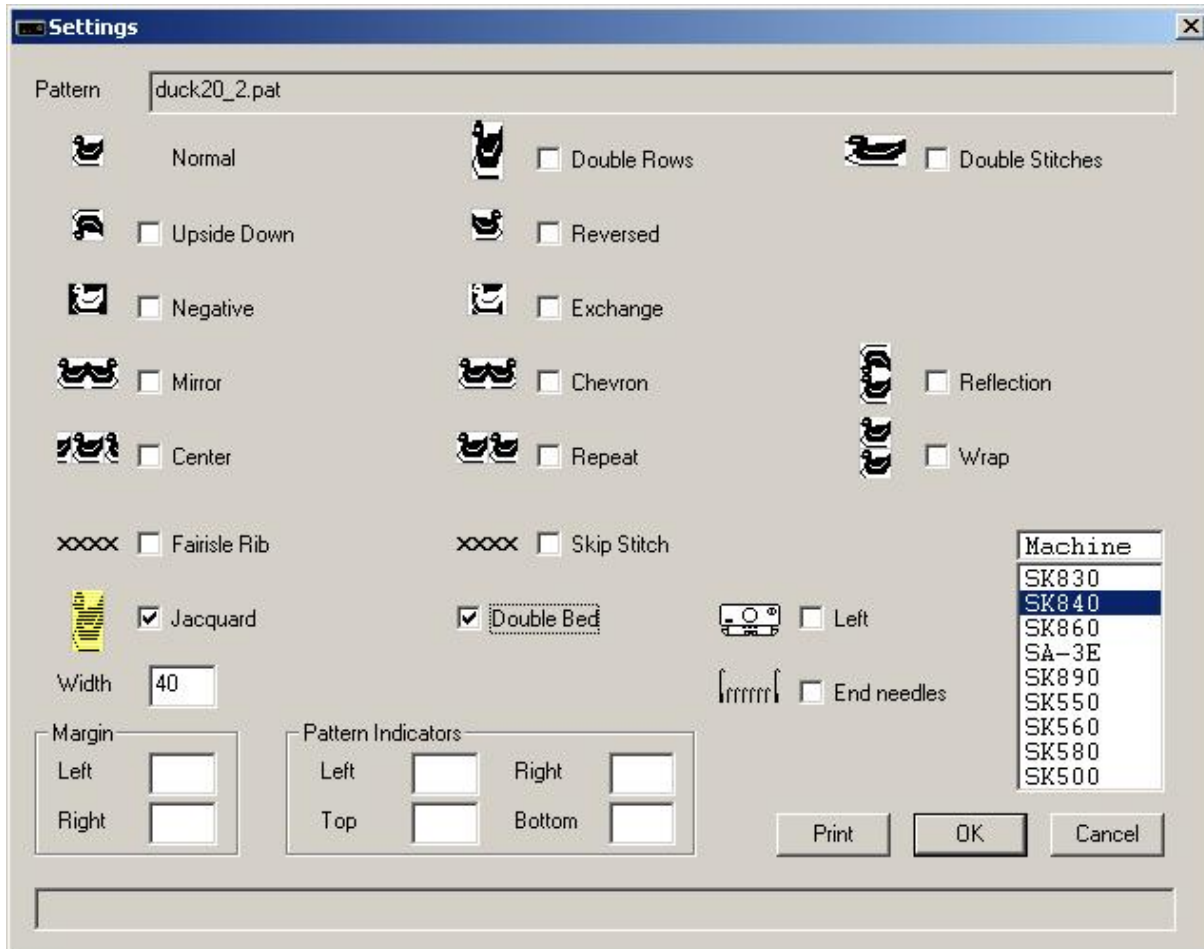 Settings
Pattern duck20_2.pat
Normal Double Rows Double Stitches
Upside Down Reversed
Negative Exchange
Mirror Chevron Reflection
Center Repeat Wrap
xxxx Fairisle Rib xxxx Skip Stitch
Machine
SK830
SK840
SK860
SA-3E
SK890
SK550
SK560
SK580
SK500
Jacquard Double Bed Left
Width 40 End needles
Margin
Left
Right
Pattern Indicators
Left Right
Top Bottom
Print OK Cancel